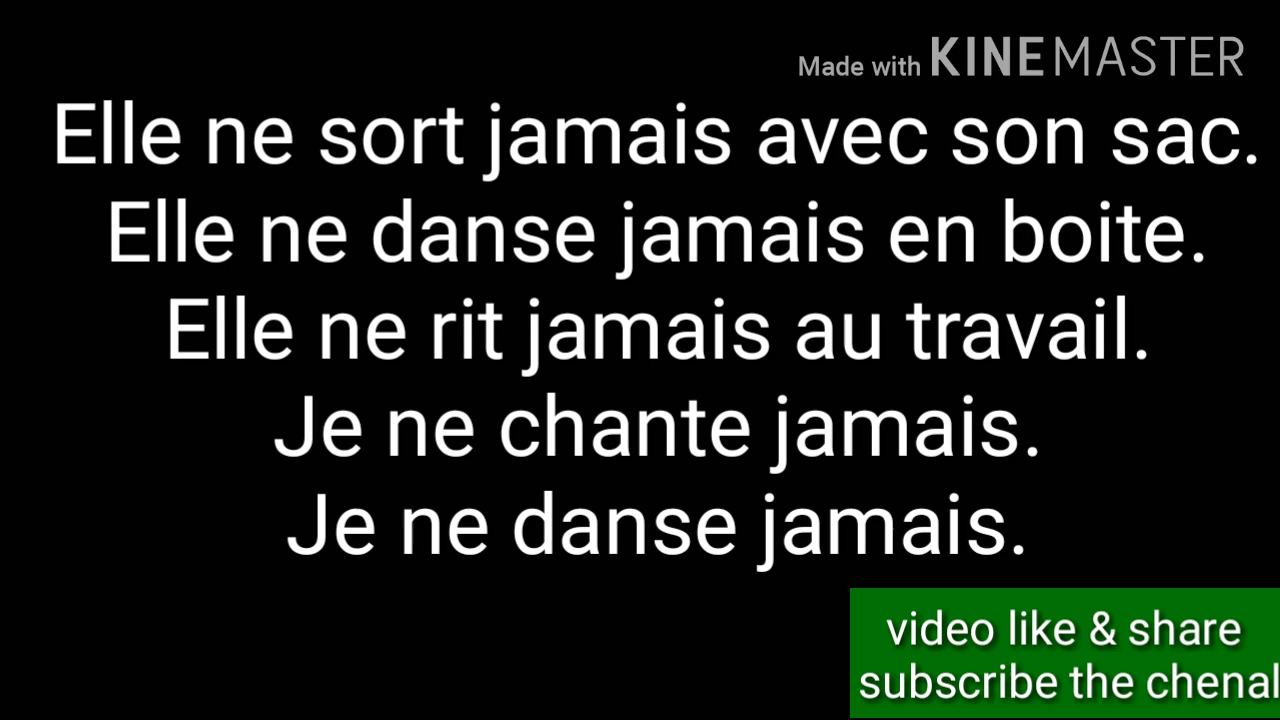 Made with KINEMASTER
Elle ne sort jamais avec son sac.
Elle ne danse jamais en boite.
Elle ne rit jamais au travail.
Je ne chante jamais.
Je ne danse jamais.
video like & share
subscribe the chenal